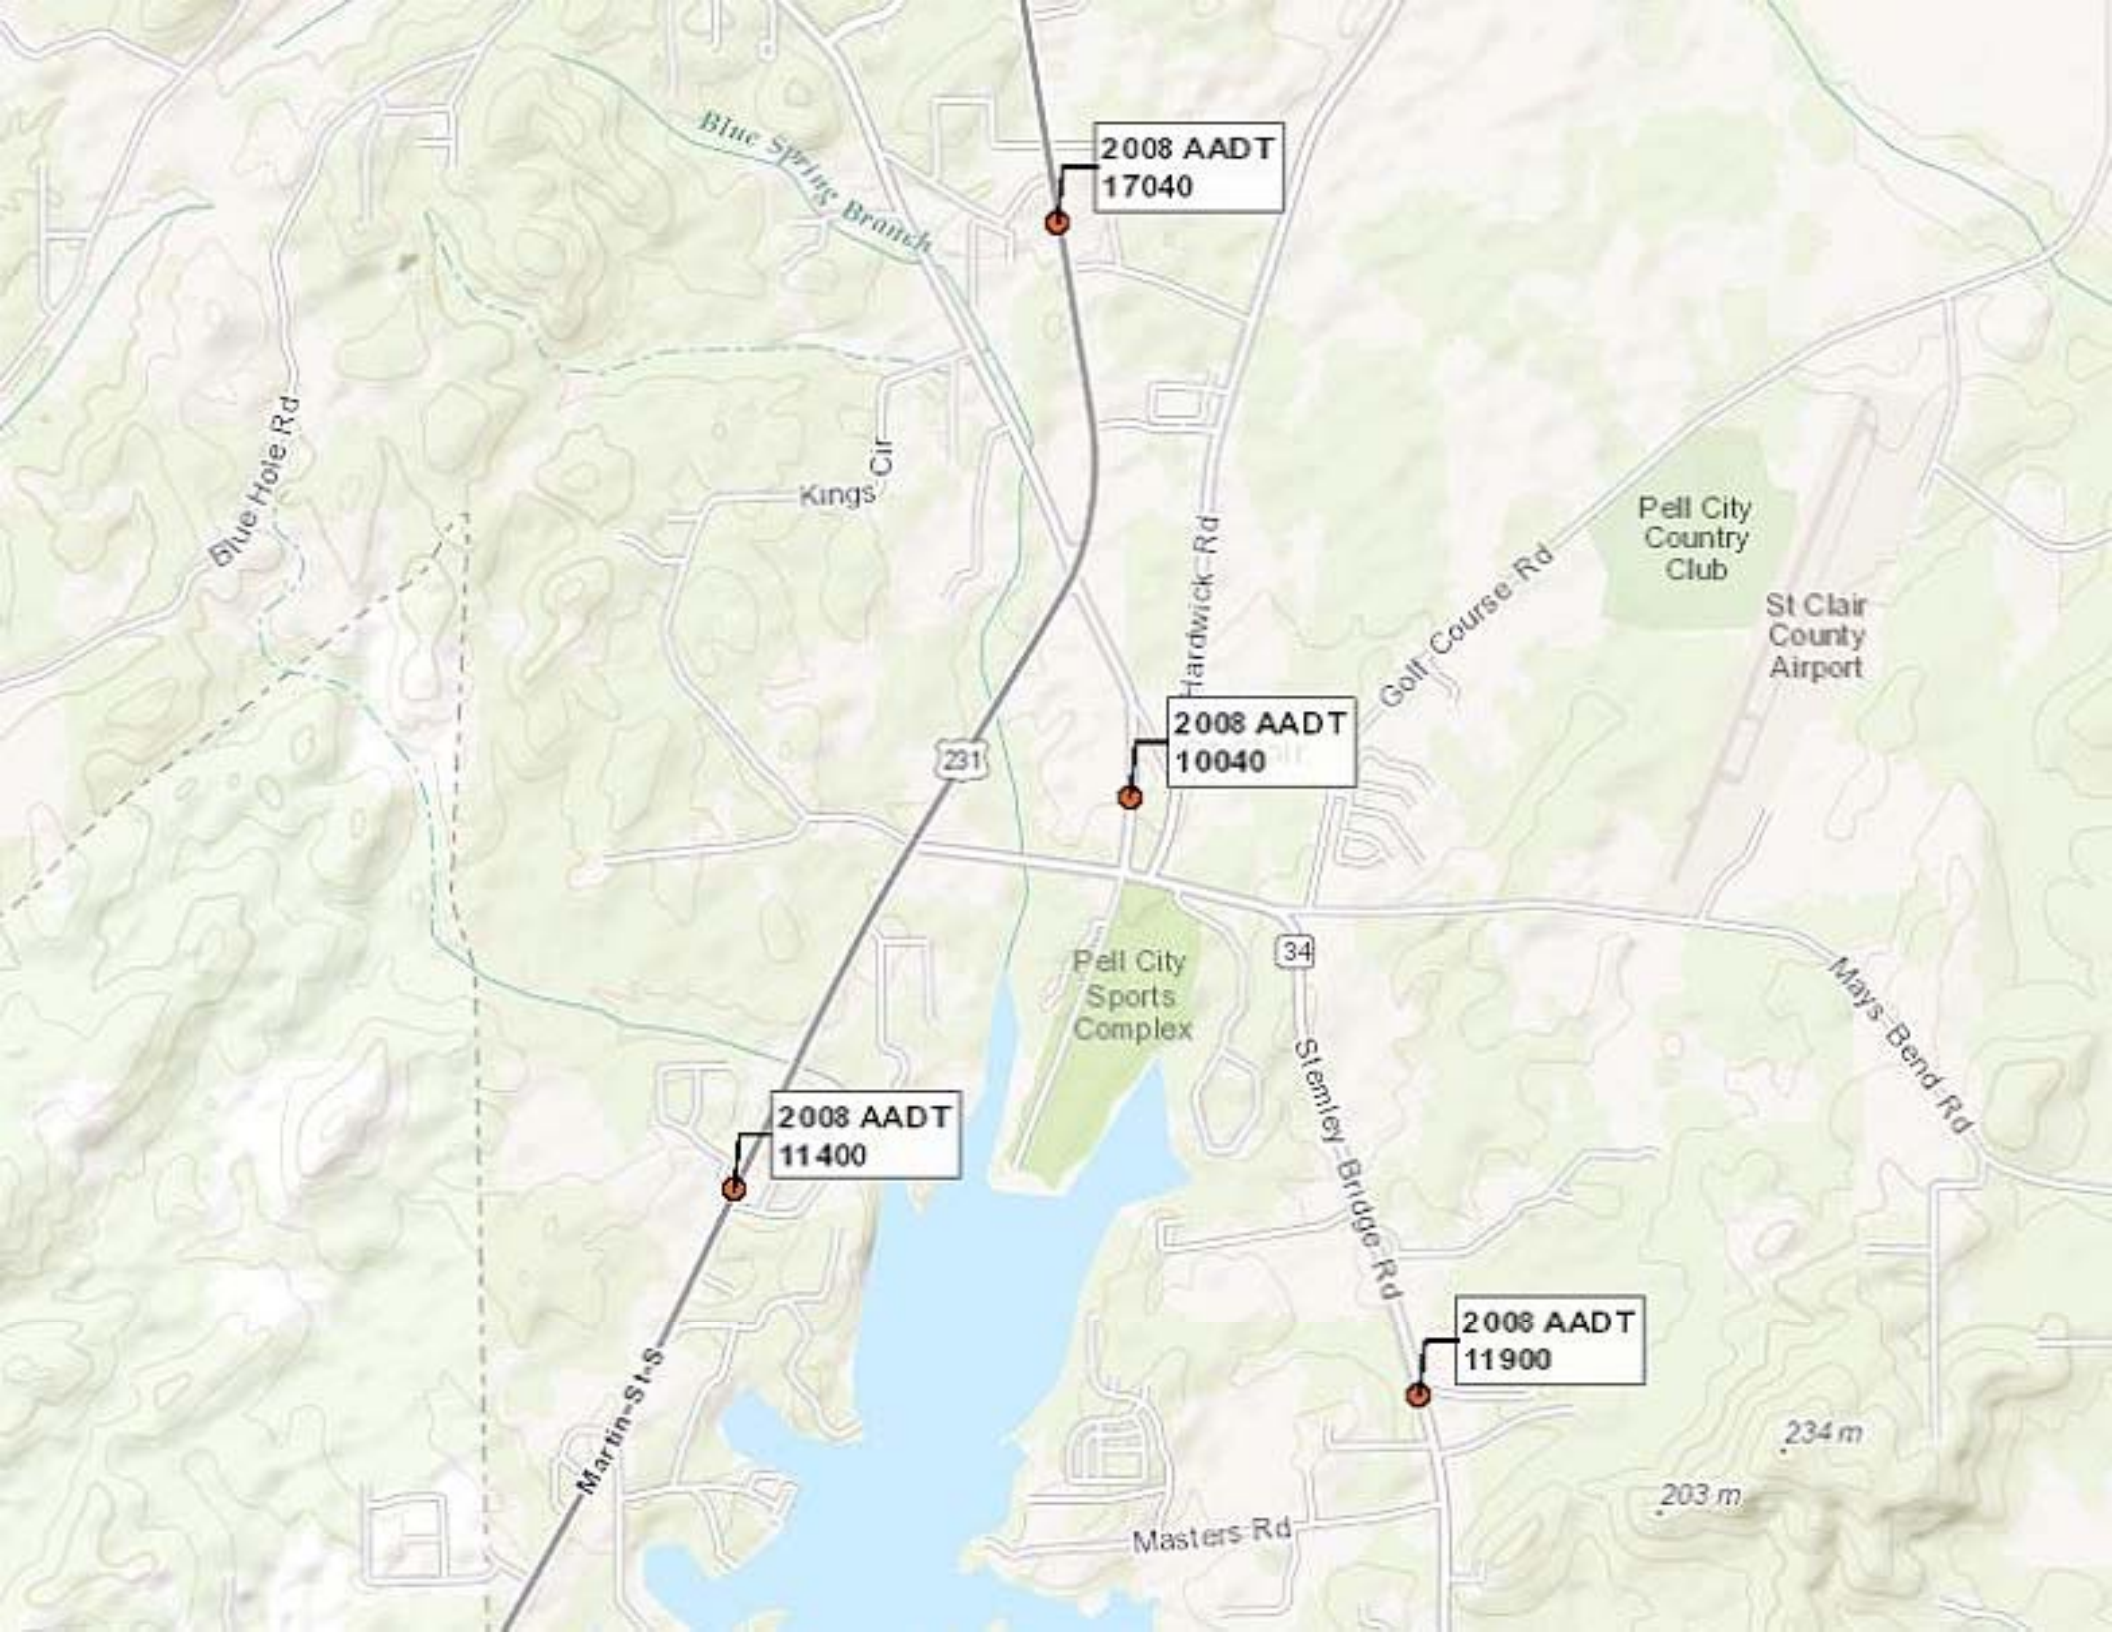 Blue Spring Branch
2008 AADT
17040
Blue Hole Rd
Kings Cir
Hardwick Rd
Golf Course Rd
Pell City
Country
Club
St Clair
County
Airport
2008 AADT
10040
231
34
Pell City
Sports
Complex
Mays Bend Rd
Stemley Bridge Rd
2008 AADT
11400
2008 AADT
11900
Martin St S
234 m
203 m
Masters Rd